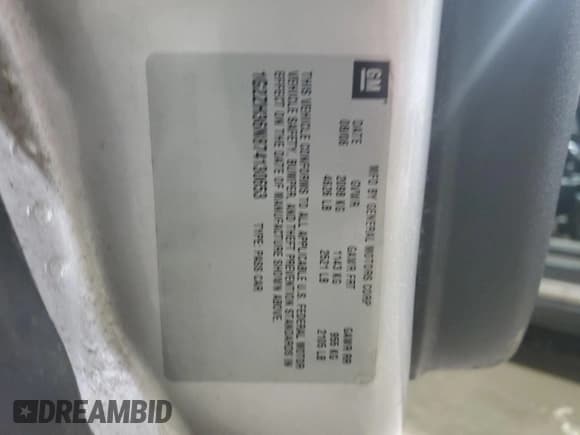 GM
MFD BY GENERAL MOTORS CORP
DATE GVWR GAWR FRT GAWR RR
08/06 2098 KG 1143 KG 955 KG
4626 LB 2521 LB 2105 LB
THIS VEHICLE CONFORMS TO ALL APPLICABLE U.S. FEDERAL MOTOR
VEHICLE SAFETY, BUMPER, AND THEFT PREVENTION STANDARDS IN
EFFECT ON THE DATE OF MANUFACTURE SHOWN ABOVE.
TYPE: PASS CAR
DREAMBID